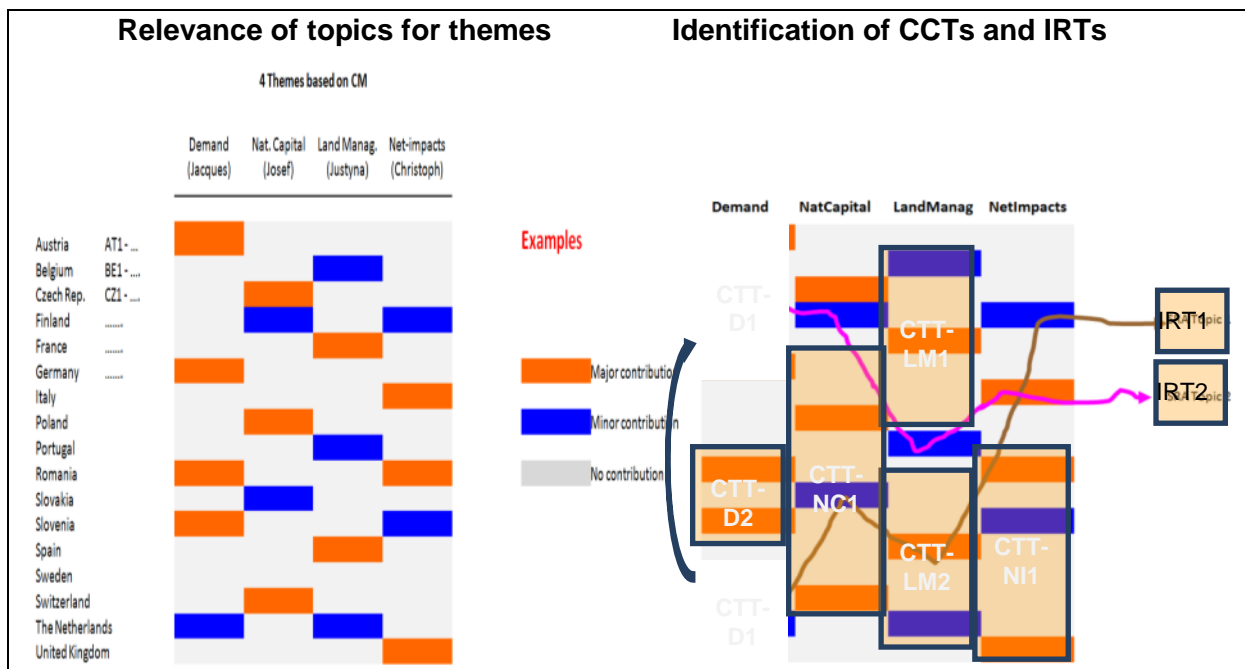 Relevance of topics for themes
Identification of CCTs and IRTs
4 Themes based on CM
Demand Nat. Capital Land Manag. Net-impacts
(Jacques) (Josef) (Justyna) (Christoph)
Austria AT1 - ...
Belgium BE1 - ....
Czech Rep. CZ1 - ....
Finland .......
France .......
Germany .......
Italy
Poland
Portugal
Romania
Slovakia
Slovenia
Spain
Sweden
Switzerland
The Netherlands
United Kingdom
Examples
Major contribution
Minor contribution
No contribution
Demand NatCapital LandManag NetImpacts
CTT-
D1
CTT-
LM1
CTT-
D2
CTT-
NC1
CTT-
LM2
CTT-
NI1
CTT-
D1
IRT1
IRT2